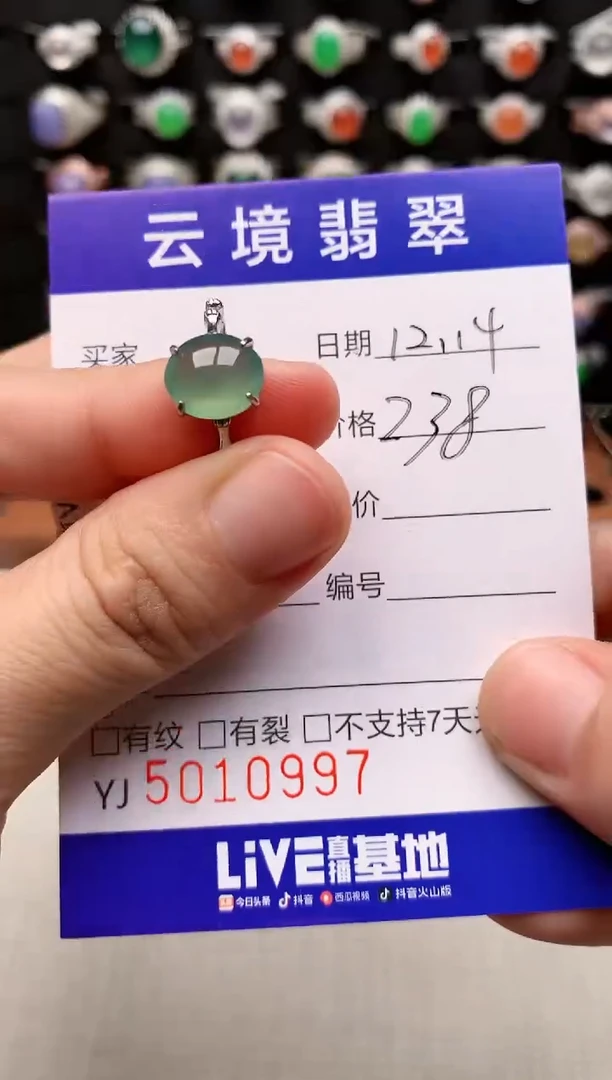 云境翡翠
买家
日期 12.14
价格 238
价
编号
□有纹 □有裂 □不支持7天
YJ 5010997
LiVE直播基地
今日头条 抖音 西瓜视频 抖音火山版